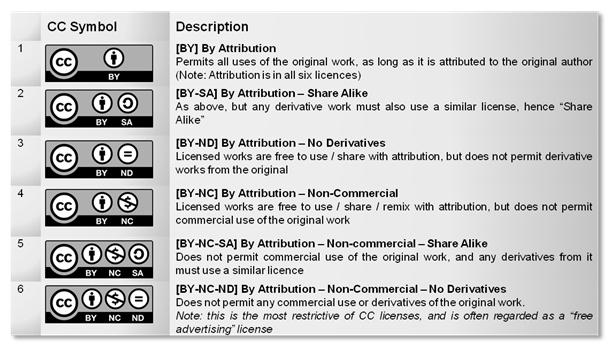 CC Symbol Description
1 CC BY [BY] By Attribution
Permits all uses of the original work, as long as it is attributed to the original author
(Note: Attribution is in all six licences)
2 CC BY SA [BY-SA] By Attribution – Share Alike
As above, but any derivative work must also use a similar license, hence “Share
Alike”
3 CC BY ND [BY-ND] By Attribution – No Derivatives
Licensed works are free to use / share with attribution, but does not permit derivative
works from the original
4 CC BY NC [BY-NC] By Attribution – Non-Commercial
Licensed works are free to use / share / remix with attribution, but does not permit
commercial use of the original work
5 CC BY NC SA [BY-NC-SA] By Attribution – Non-commercial – Share Alike
Does not permit commercial use of the original work, and any derivatives from it
must use a similar licence
6 CC BY NC ND [BY-NC-ND] By Attribution – Non-Commercial – No Derivatives
Does not permit any commercial use or derivatives of the original work.
Note: this is the most restrictive of CC licenses, and is often regarded as a “free
advertising” license